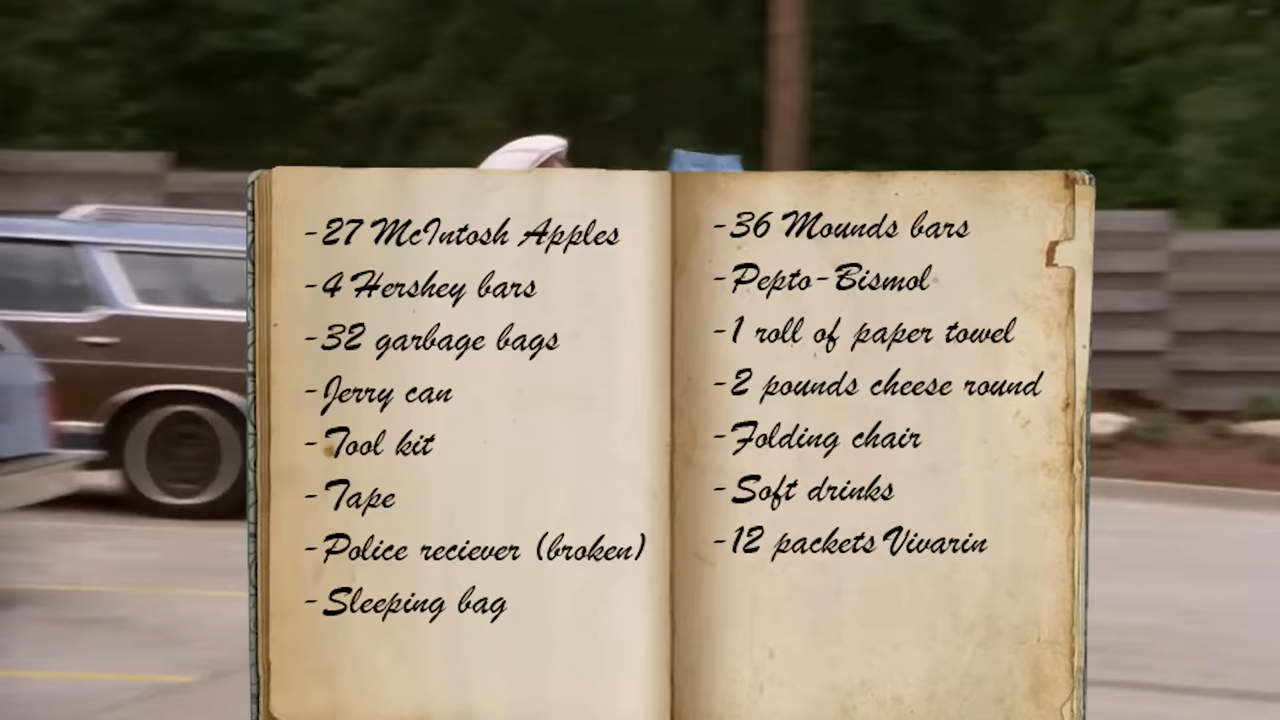 -27 McIntosh Apples
-4 Hershey bars
-32 garbage bags
-Jerry can
-Tool kit
-Tape
-Police reciever (broken)
-Sleeping bag
-36 Mounds bars
-Pepto-Bismol
-1 roll of paper towel
-2 pounds cheese round
-Folding chair
-Soft drinks
-12 packets Vivarin